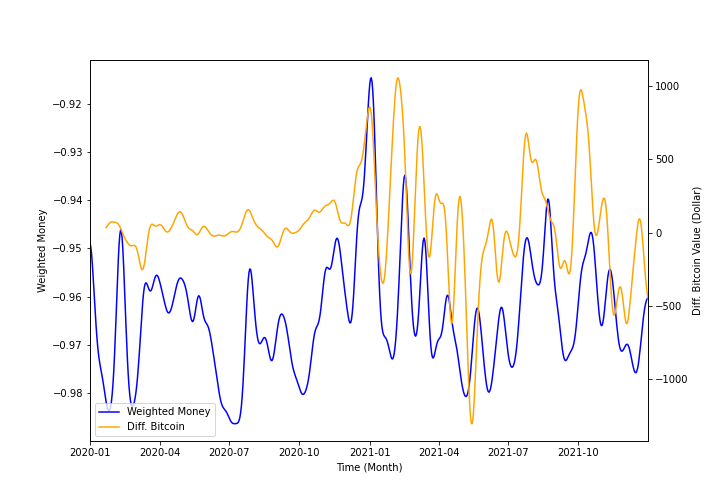 −0.92
−0.93
−0.94
−0.95
−0.96
−0.97
−0.98
Weighted Money
1000
500
0
−500
−1000
Diff. Bitcoin Value (Dollar)
Weighted Money
Diff. Bitcoin
2020-01 2020-04 2020-07 2020-10 2021-01 2021-04 2021-07 2021-10
Time (Month)